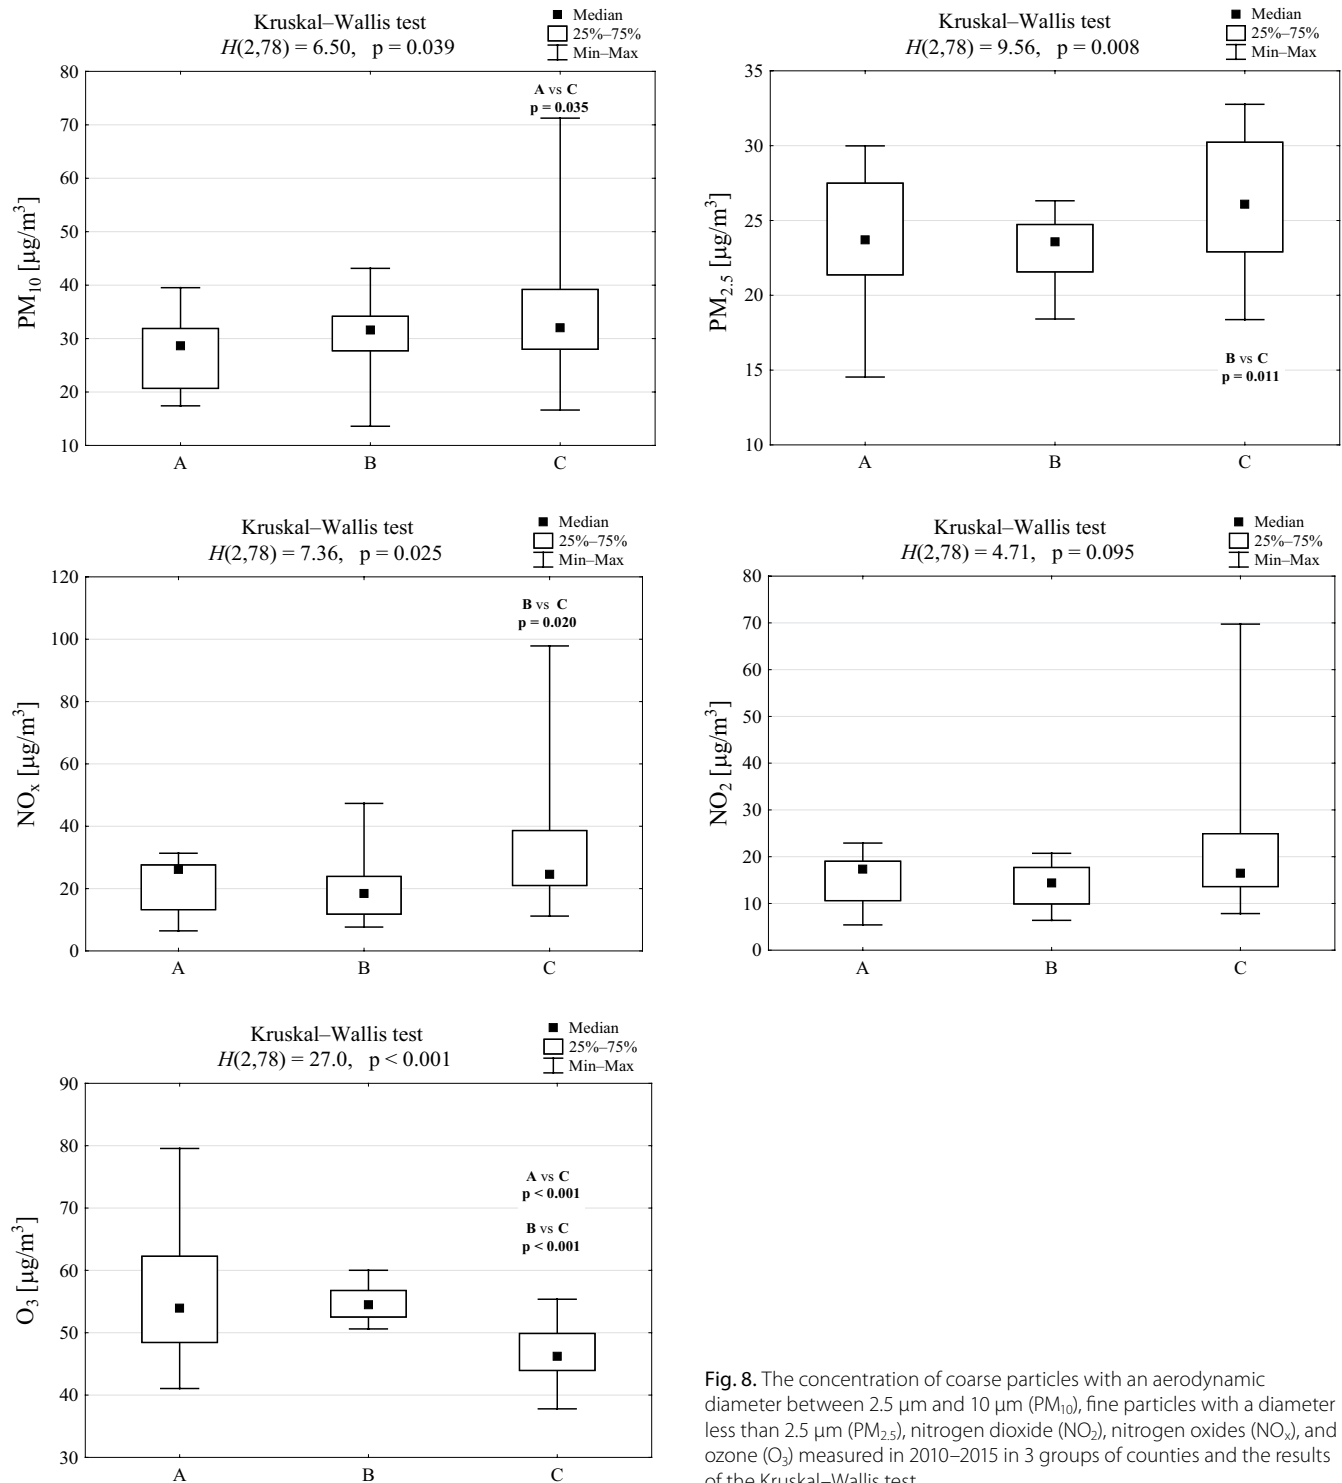 Kruskal–Wallis test
H(2,78) = 6.50, p = 0.039
Median
25%–75%
Min–Max
PM10 [µg/m³]
80
70
60
50
40
30
20
10
A vs C
p = 0.035
A B C
Kruskal–Wallis test
H(2,78) = 9.56, p = 0.008
Median
25%–75%
Min–Max
PM2.5 [µg/m³]
35
30
25
20
15
10
B vs C
p = 0.011
A B C
Kruskal–Wallis test
H(2,78) = 7.36, p = 0.025
Median
25%–75%
Min–Max
NOx [µg/m³]
120
100
80
60
40
20
0
B vs C
p = 0.020
A B C
Kruskal–Wallis test
H(2,78) = 4.71, p = 0.095
Median
25%–75%
Min–Max
NO2 [µg/m³]
80
70
60
50
40
30
20
10
0
A B C
Kruskal–Wallis test
H(2,78) = 27.0, p < 0.001
Median
25%–75%
Min–Max
O3 [µg/m³]
90
80
70
60
50
40
30
A vs C
p < 0.001
B vs C
p < 0.001
A B C
Fig. 8. The concentration of coarse particles with an aerodynamic
diameter between 2.5 µm and 10 µm (PM10), fine particles with a diameter
less than 2.5 µm (PM2.5), nitrogen dioxide (NO2), nitrogen oxides (NOx), and
ozone (O3) measured in 2010–2015 in 3 groups of counties and the results
of the Kruskal–Wallis test